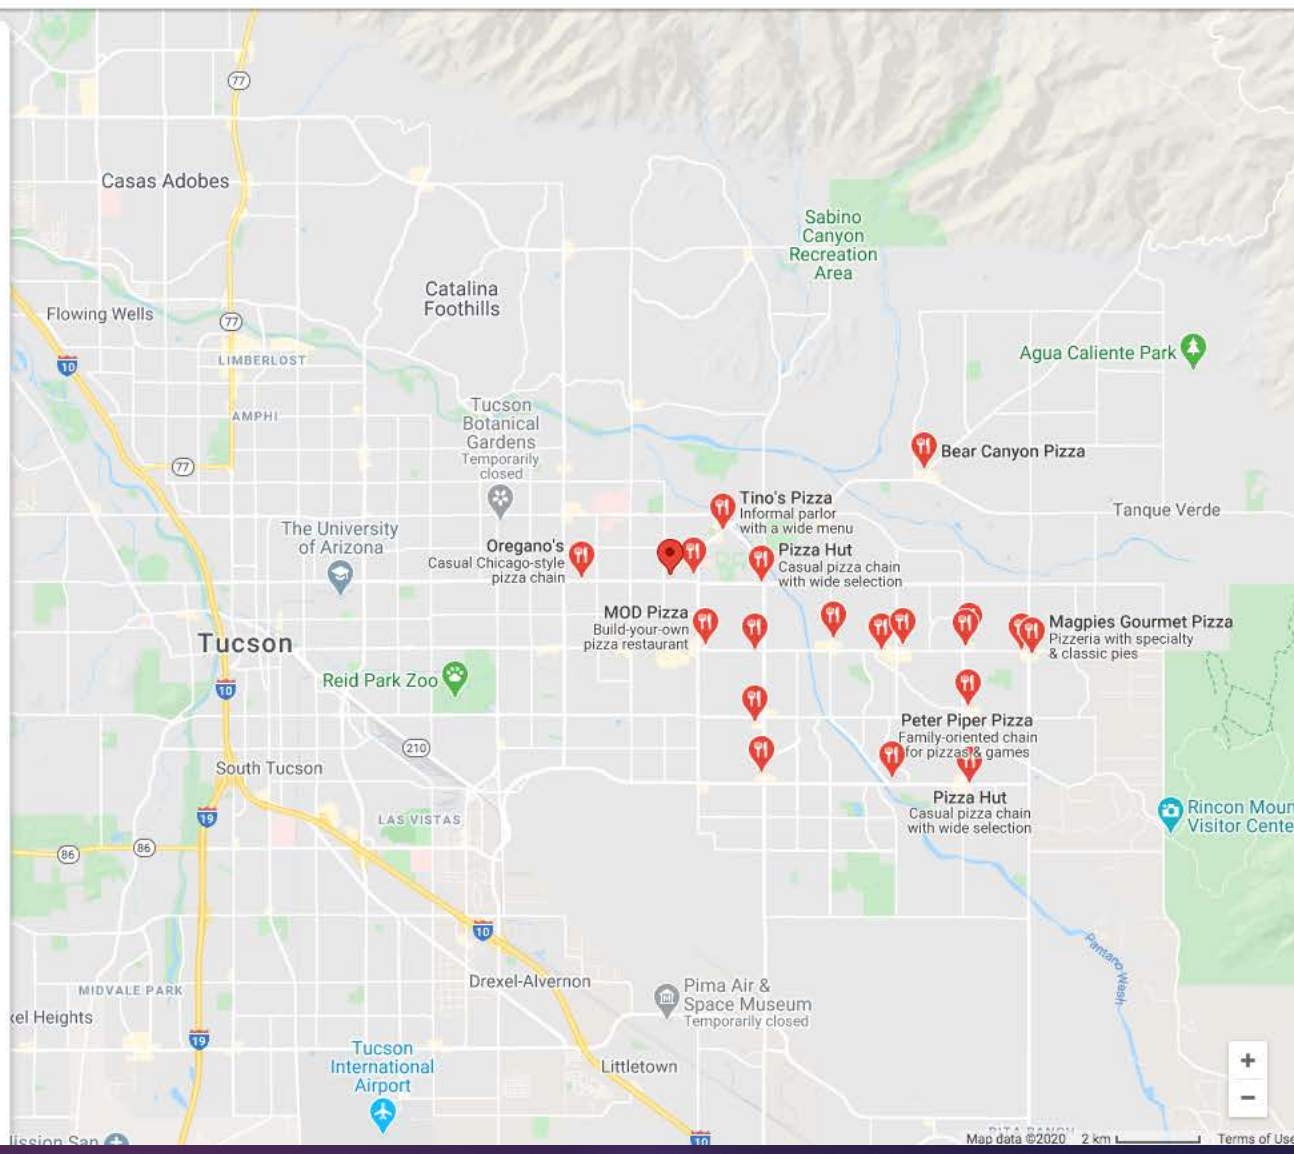 77
Casas Adobes
Sabino
Canyon
Recreation
Area
Catalina
Foothills
Flowing Wells
77
10
LIMBERLOST
Agua Caliente Park
AMPHI
Tucson
Botanical
Gardens
Temporarily
closed
77
Bear Canyon Pizza
Tino's Pizza
Informal parlor
with a wide menu
Tanque Verde
The University
of Arizona
Oregano's
Casual Chicago-style
pizza chain
Pizza Hut
Casual pizza chain
with wide selection
MOD Pizza
Build-your-own
pizza restaurant
Magpies Gourmet Pizza
Pizzeria with specialty
& classic pies
Tucson
Reid Park Zoo
10
Peter Piper Pizza
Family-oriented chain
for pizzas & games
210
South Tucson
Pizza Hut
Casual pizza chain
with wide selection
Rincon Moun
Visitor Cente
19
LAS VISTAS
86
86
10
Drexel-Alvernon
Pantano Wash
MIDVALE PARK
xel Heights
Pima Air &
Space Museum
Temporarily closed
19
Tucson
International
Airport
Littletown
+
−
10
Map data ©2020
2 km
Terms of Use